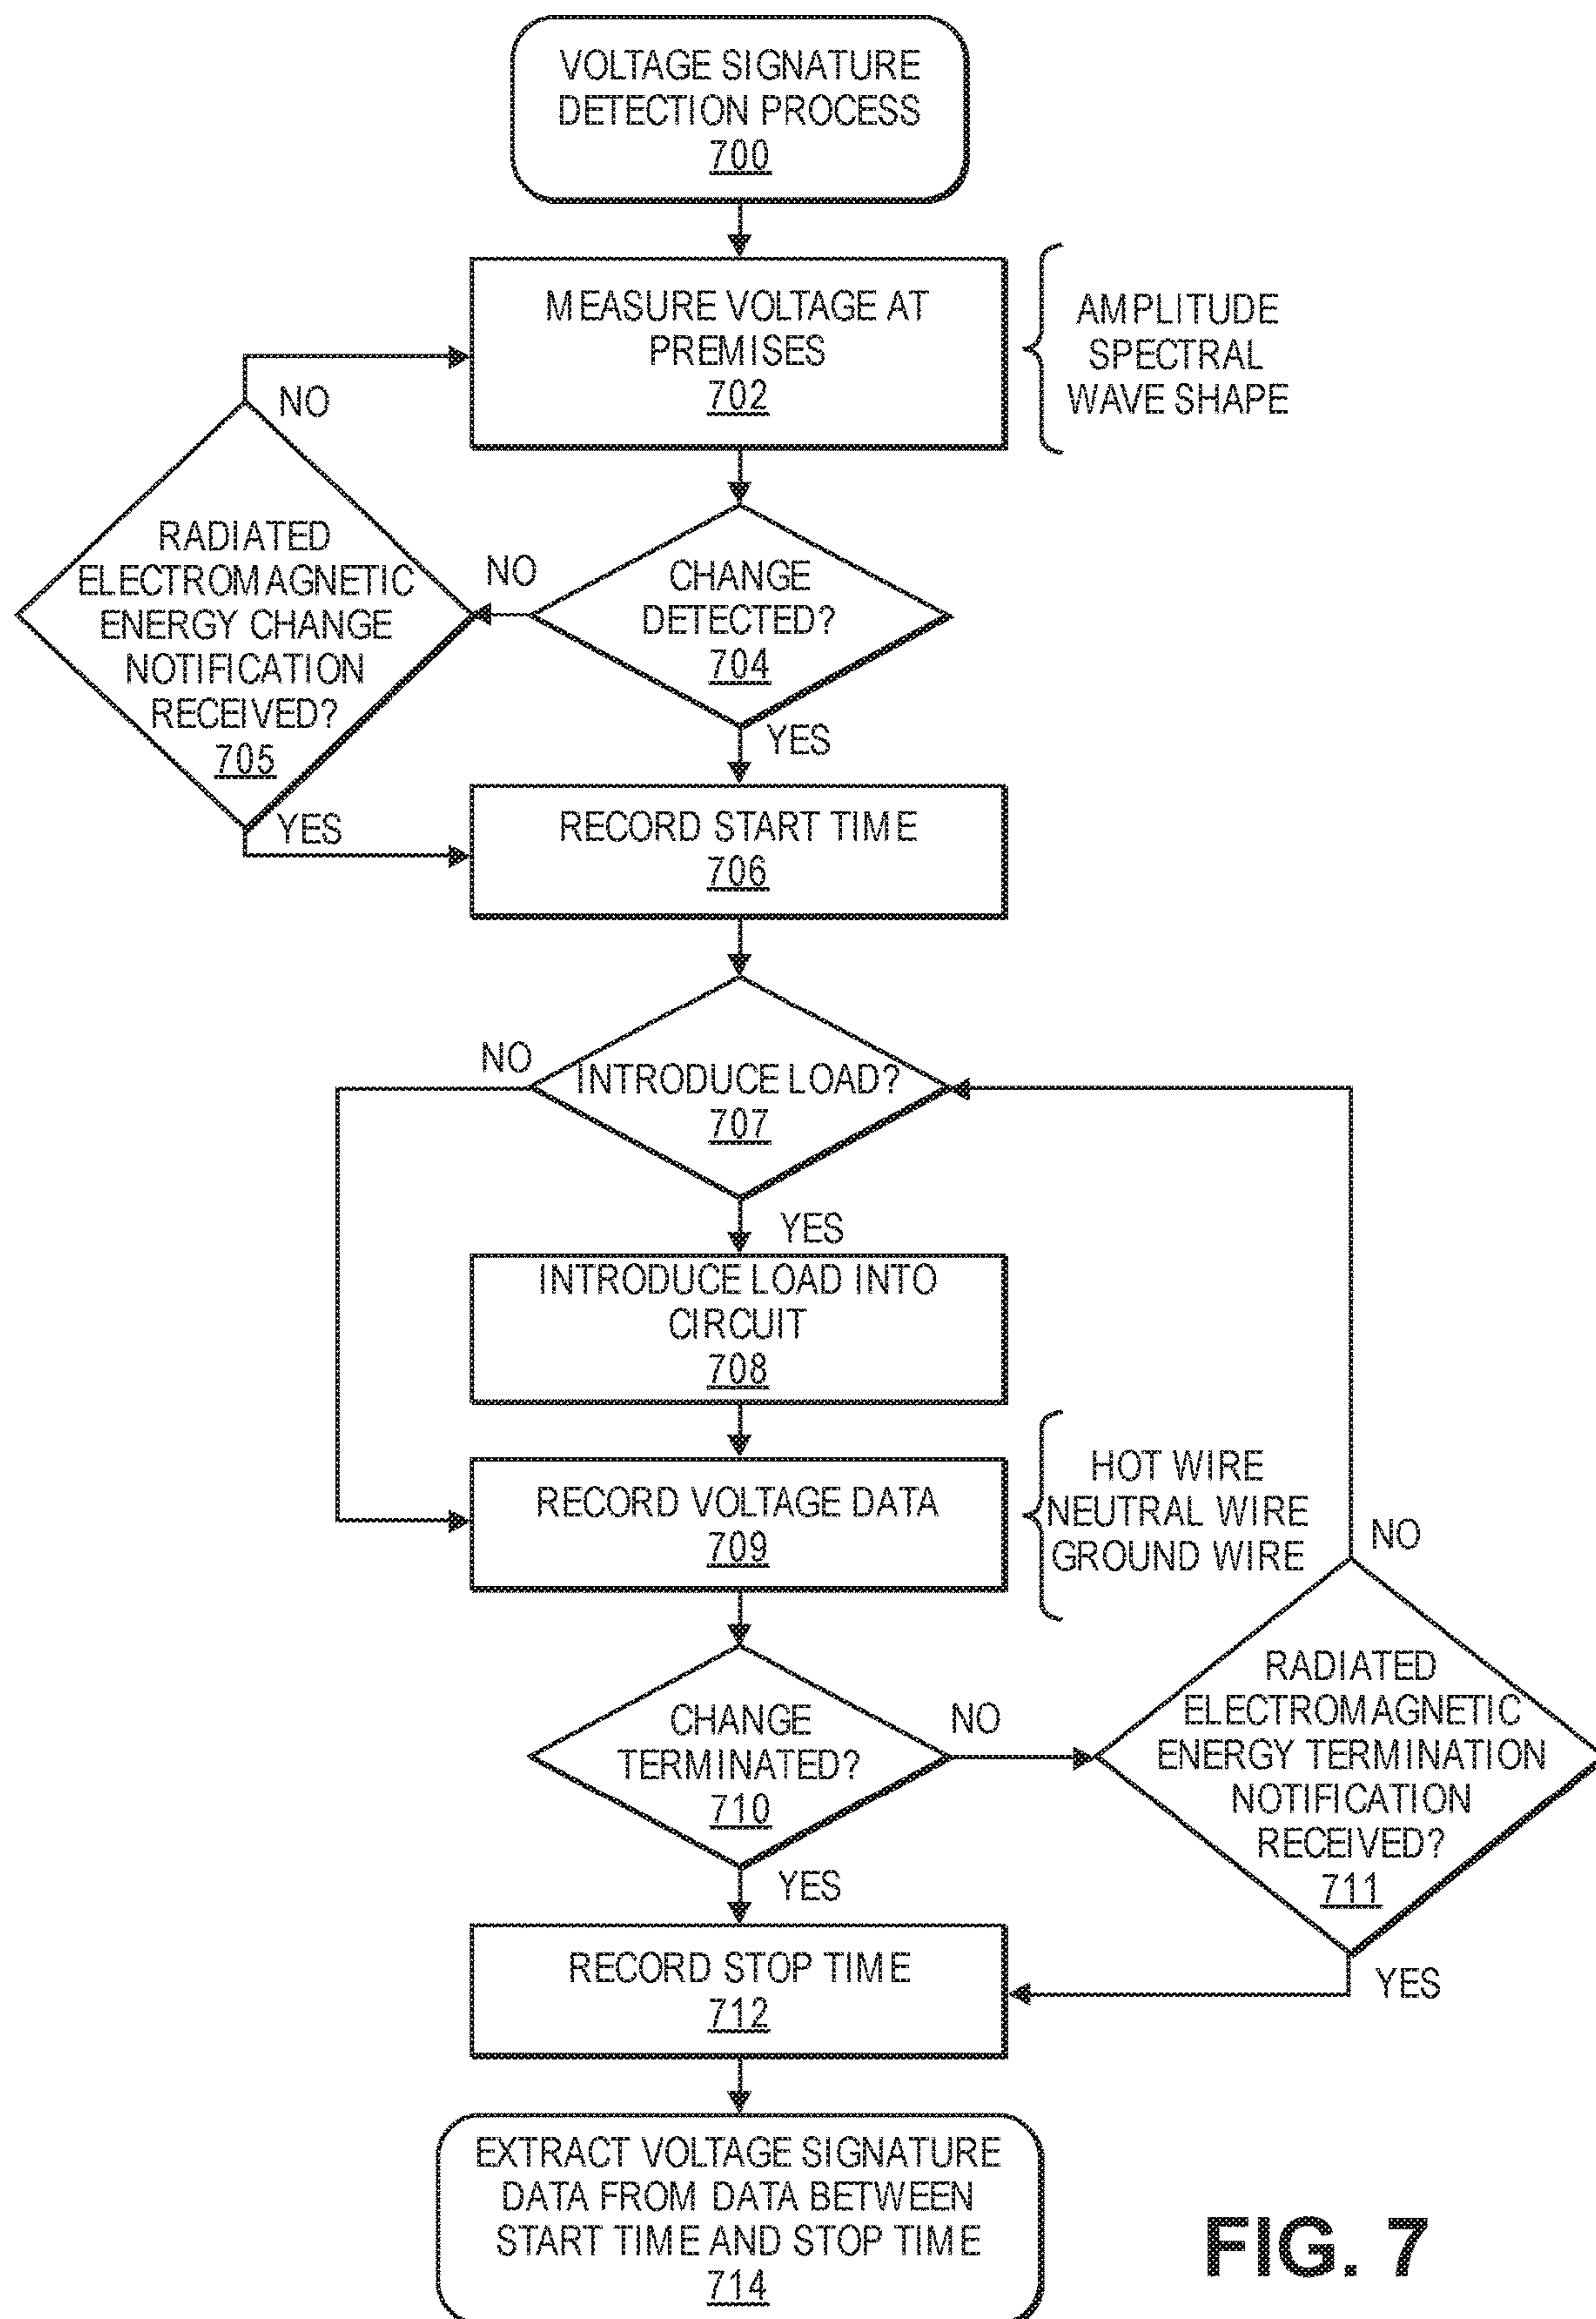 VOLTAGE SIGNATURE
DETECTION PROCESS
700
MEASURE VOLTAGE AT
PREMISES
702
AMPLITUDE
SPECTRAL
WAVE SHAPE
NO
RADIATED
ELECTROMAGNETIC
ENERGY CHANGE
NOTIFICATION
RECEIVED?
705
NO
CHANGE
DETECTED?
704
YES
YES
RECORD START TIME
706
NO
INTRODUCE LOAD?
707
YES
INTRODUCE LOAD INTO
CIRCUIT
708
RECORD VOLTAGE DATA
709
HOT WIRE
NEUTRAL WIRE
GROUND WIRE
NO
CHANGE
TERMINATED?
710
NO
RADIATED
ELECTROMAGNETIC
ENERGY TERMINATION
NOTIFICATION
RECEIVED?
711
YES
YES
RECORD STOP TIME
712
EXTRACT VOLTAGE SIGNATURE
DATA FROM DATA BETWEEN
START TIME AND STOP TIME
714
FIG. 7